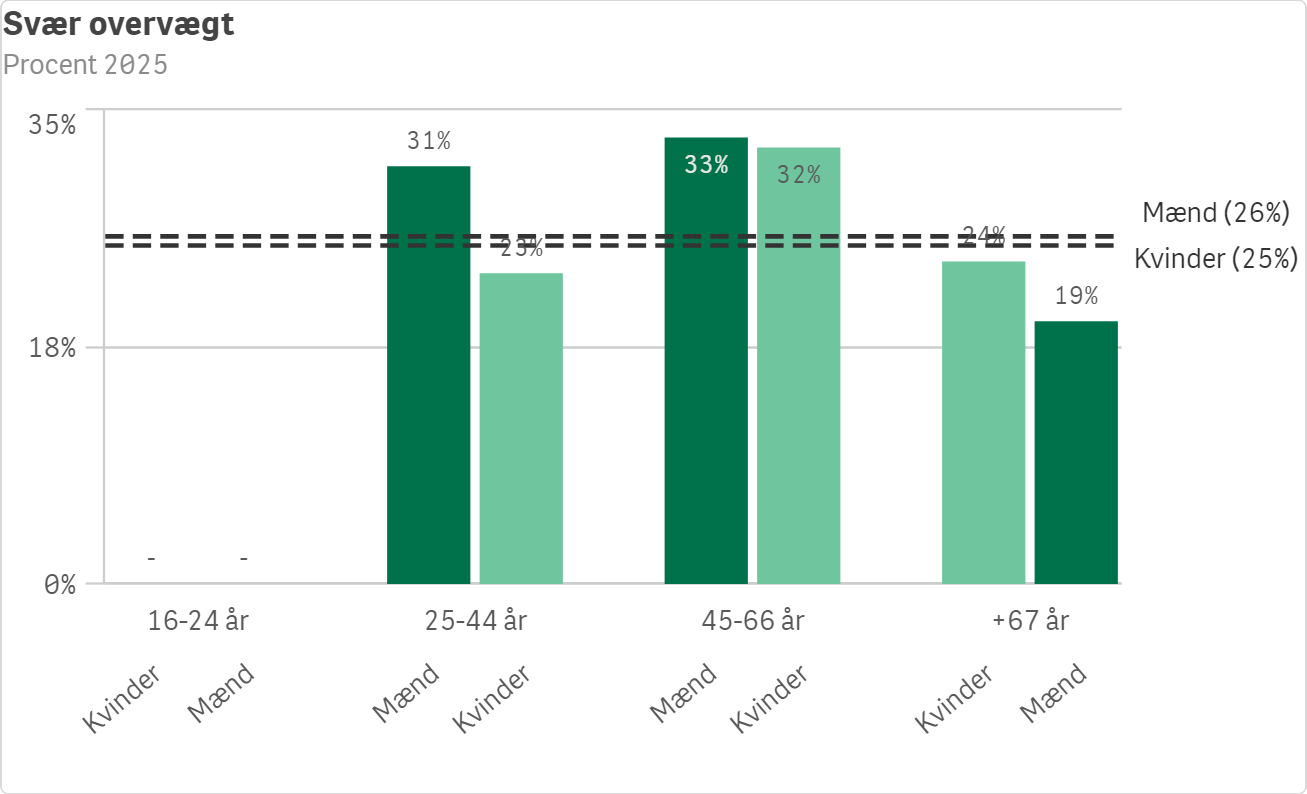 Svær overvægt
Procent 2025
35%
18%
0%
31%
23%
33%
32%
24%
19%
Mænd (26%)
Kvinder (25%)
-
-
16-24 år
25-44 år
45-66 år
+67 år
Kvinder
Mænd
Mænd
Kvinder
Mænd
Kvinder
Kvinder
Mænd